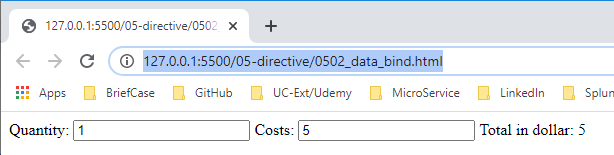 127.0.0.1:5500/05-directive/0502
127.0.0.1:5500/05-directive/0502_data_bind.html
Apps BriefCase GitHub UC-Ext/Udemy MicroService LinkedIn Splun
Quantity: 1 Costs: 5 Total in dollar: 5